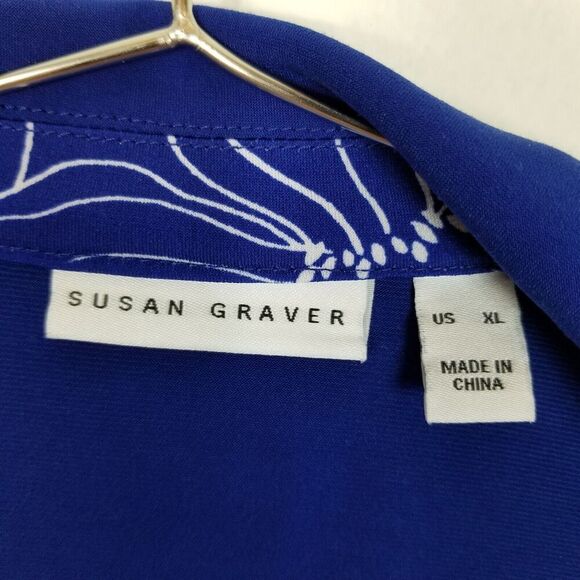 SUSAN GRAVER
US XL
MADE IN
CHINA